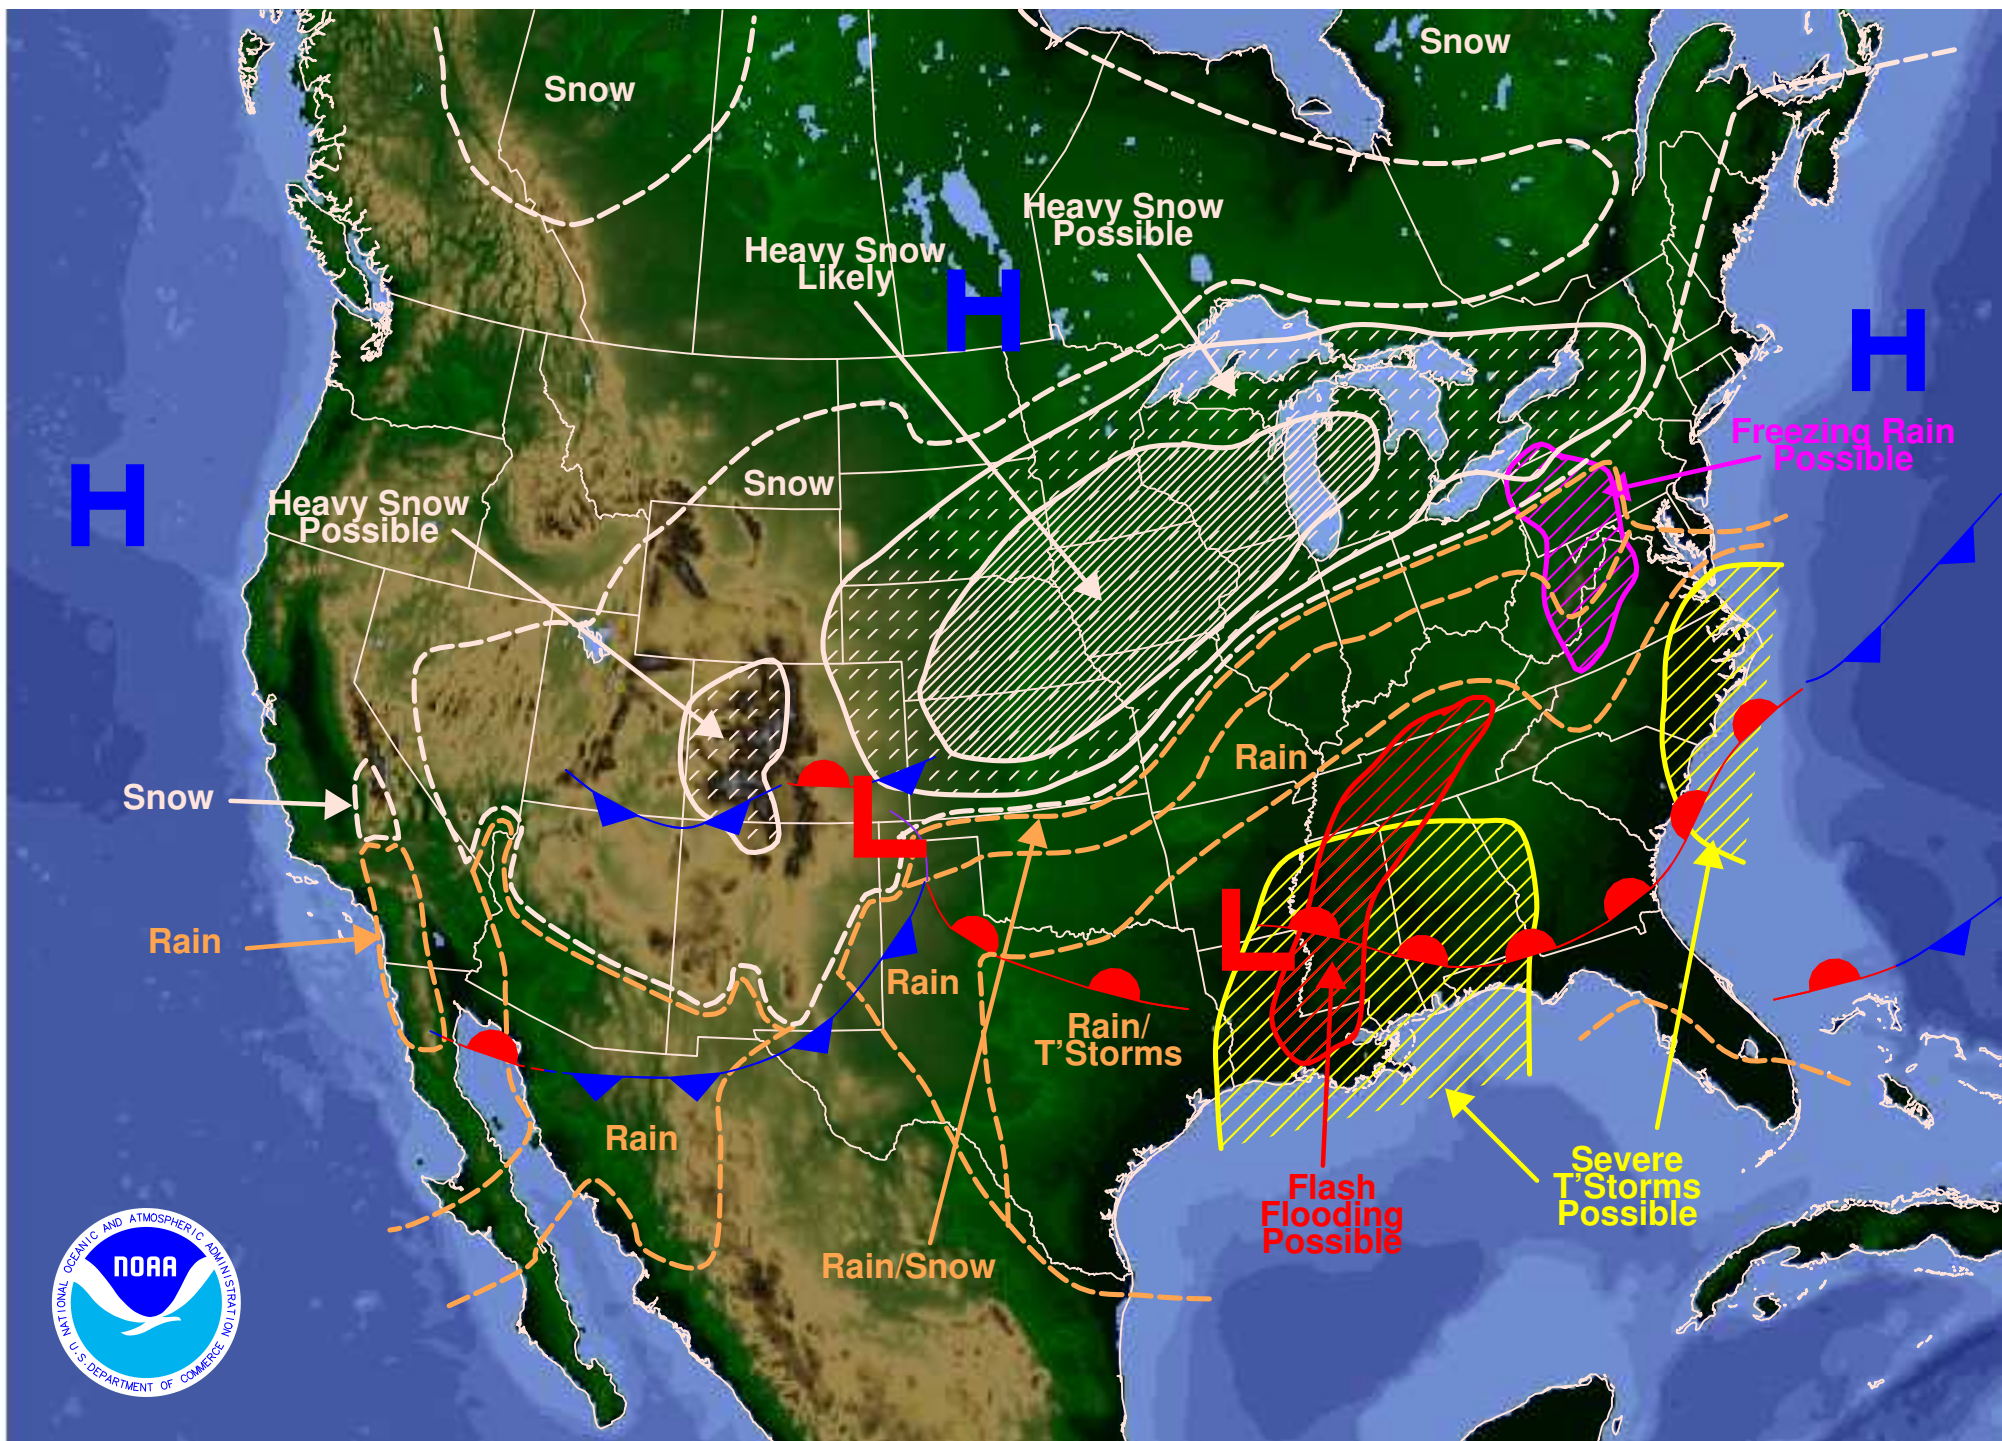 Snow
Snow
Heavy Snow
Possible
Heavy Snow
Likely
H
H
Freezing Rain
Possible
H
Snow
Heavy Snow
Possible
Rain
Snow
L
L
Rain
Rain
Rain/
T'Storms
Rain
Severe
T'Storms
Possible
Flash
Flooding
Possible
Rain/Snow
NATIONAL OCEANIC AND ATMOSPHERIC ADMINISTRATION
NOAA
U.S. DEPARTMENT OF COMMERCE